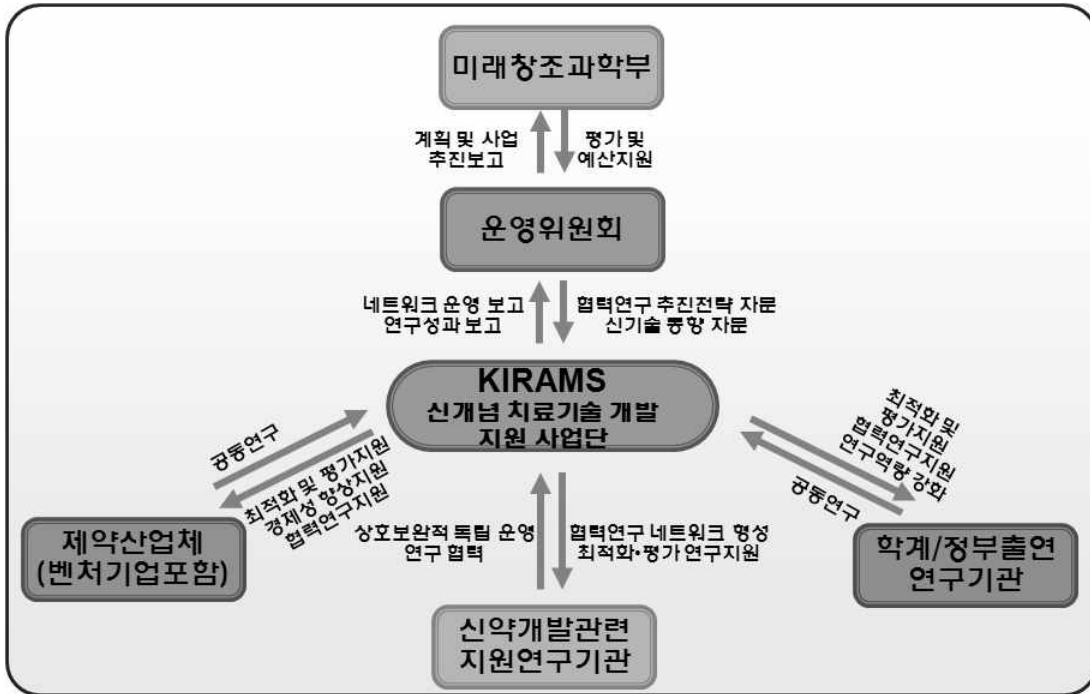 미래창조과학부
계획 및 사업
추진보고
평가 및
예산지원
운영위원회
네트워크 운영 보고
연구성과 보고
협력연구 추진전략 자문
신기술 동향 자문
KIRAMS
신개념 치료기술 개발
지원 사업단
공동연구
최적화 및 평가지원
경제성 향상지원
협력연구지원
상호보완적 독립 운영
연구 협력
협력연구 네트워크 형성
최적화•평가 연구지원
최적화 및
평가지원
협력연구지원
연구역량 강화
공동연구
제약산업체
(벤처기업포함)
학계/정부출연
연구기관
신약개발관련
지원연구기관